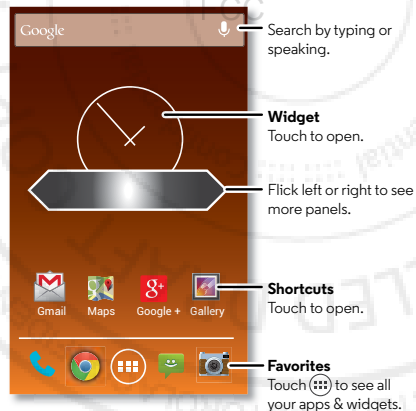 Google
Search by typing or
speaking.
Widget
Touch to open.
Flick left or right to see
more panels.
Gmail Maps Google + Gallery
Shortcuts
Touch to open.
Favorites
Touch to see all
your apps & widgets.